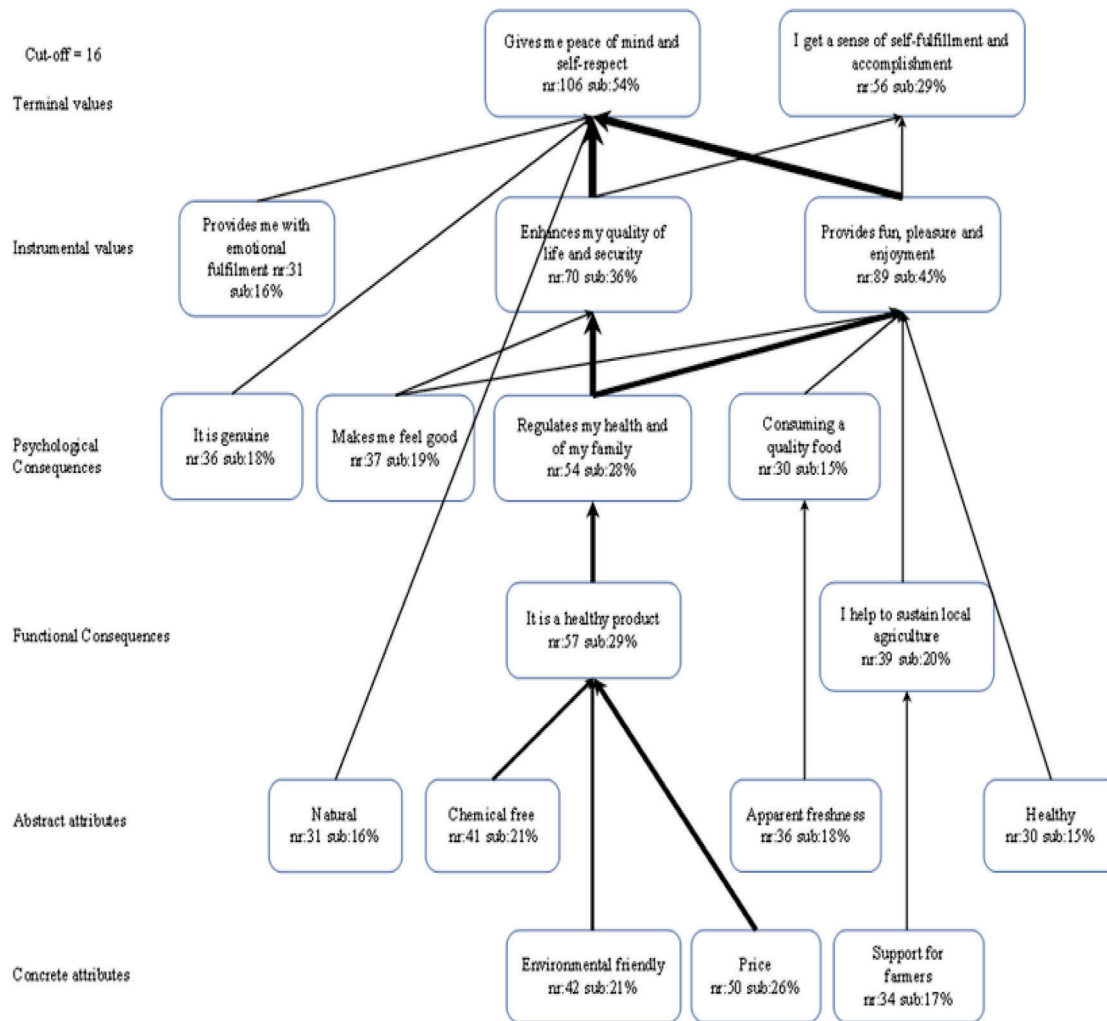 Cut-off = 16
Terminal values
Gives me peace of mind and
self-respect
nr:106 sub:54%
I get a sense of self-fulfillment and
accomplishment
nr:56 sub:29%
Instrumental values
Provides me with
emotional
fulfilment nr:31
sub:16%
Enhances my quality of
life and security
nr:70 sub:36%
Provides fun, pleasure and
enjoyment
nr:89 sub:45%
Psychological
Consequences
It is genuine
nr:36 sub:18%
Makes me feel good
nr:37 sub:19%
Regulates my health and
of my family
nr:54 sub:28%
Consuming a
quality food
nr:30 sub:15%
Functional Consequences
It is a healthy product
nr:57 sub:29%
I help to sustain local
agriculture
nr:39 sub:20%
Abstract attributes
Natural
nr:31 sub:16%
Chemical free
nr:41 sub:21%
Apparent freshness
nr:36 sub:18%
Healthy
nr:30 sub:15%
Concrete attributes
Environmental friendly
nr:42 sub:21%
Price
nr:50 sub:26%
Support for
farmers
nr:34 sub:17%